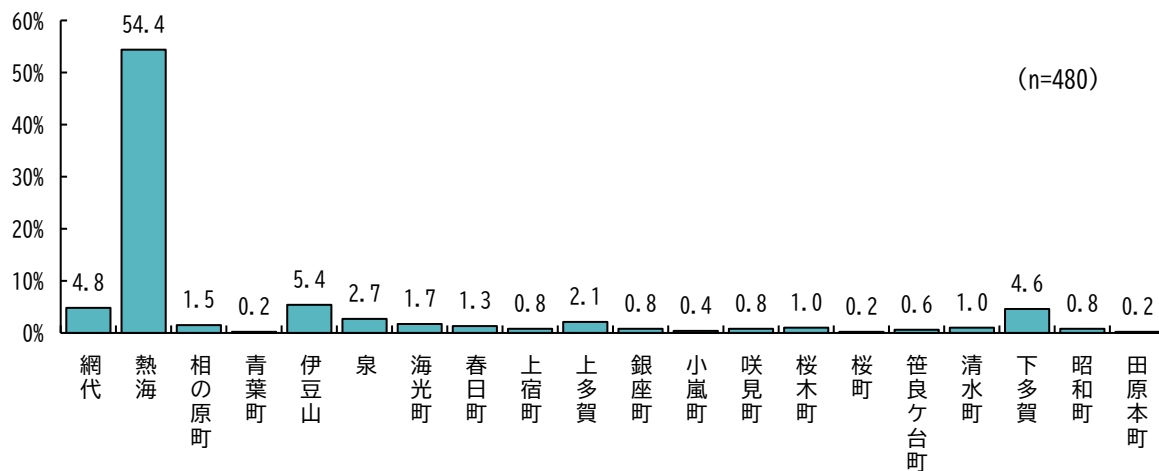 60%
50%
40%
30%
20%
10%
0%
(n=480)
4.8
54.4
1.5
0.2
5.4
2.7
1.7
1.3
0.8
2.1
0.8
0.4
0.8
1.0
0.2
0.6
1.0
4.6
0.8
0.2
網代
熱海
相の原町
青葉町
伊豆山
泉
海光町
春日町
上宿町
上多賀
銀座町
小嵐町
咲見町
桜木町
桜町
笹良ケ台町
清水町
下多賀
昭和町
田原本町